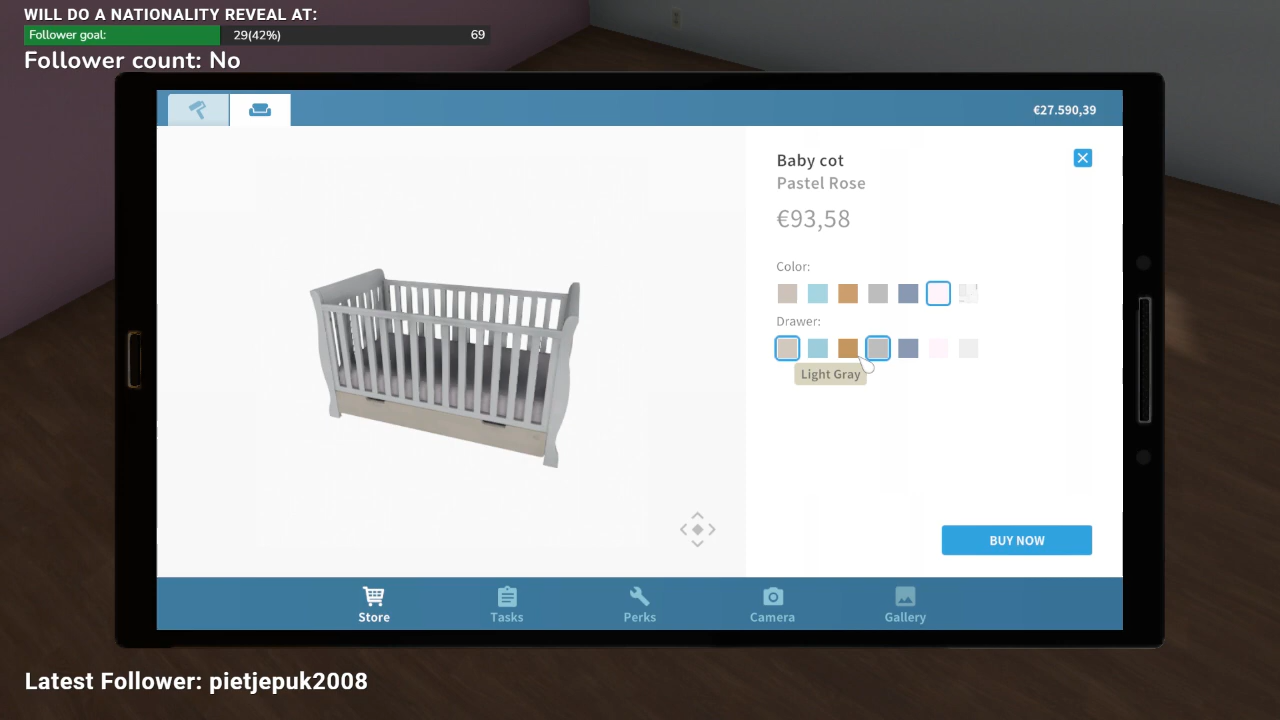 WILL DO A NATIONALITY REVEAL AT:
Follower goal: 29(42%) 69
Follower count: No
€27.590,39
Baby cot
Pastel Rose
€93,58
Color:
Drawer:
Light Gray
BUY NOW
Store Tasks Perks Camera Gallery
Latest Follower: pietjepuk2008